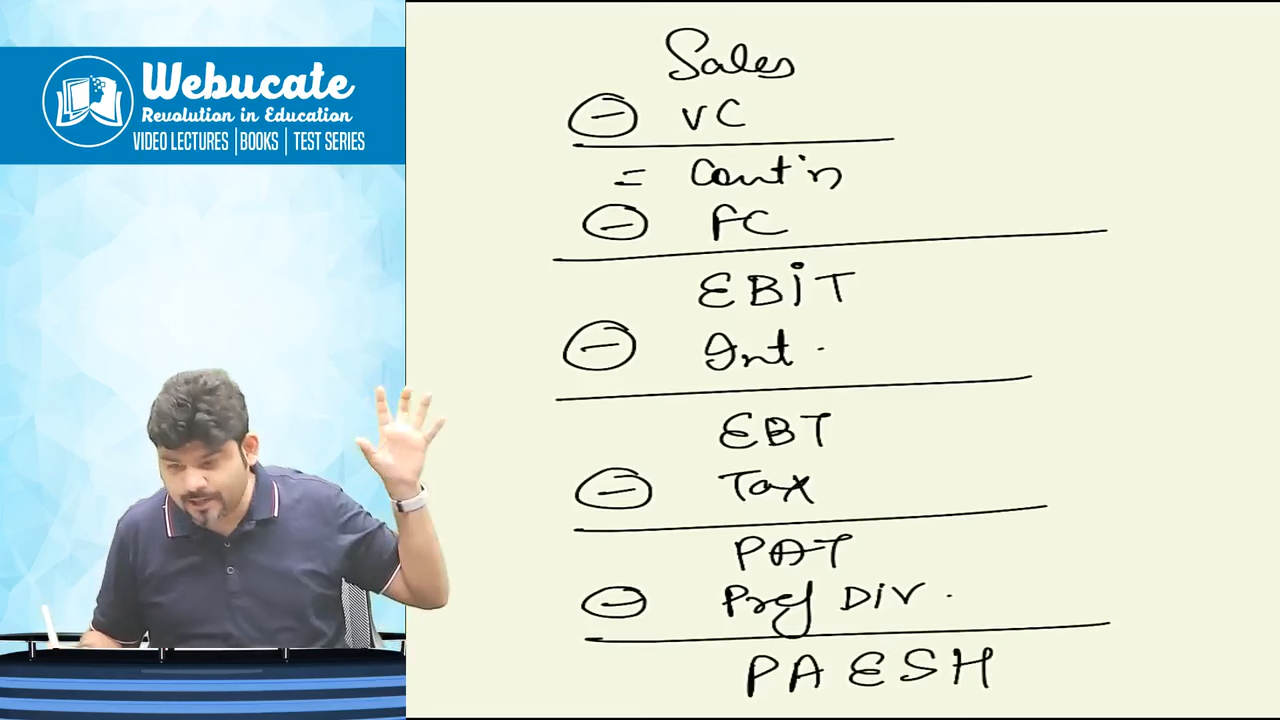 Webucate
Revolution in Education
VIDEO LECTURES | BOOKS | TEST SERIES
Sales
- VC
= Cont'n
- FC
EBIT
- Int.
EBT
- Tax
PAT
- Pref DIV.
PAESH